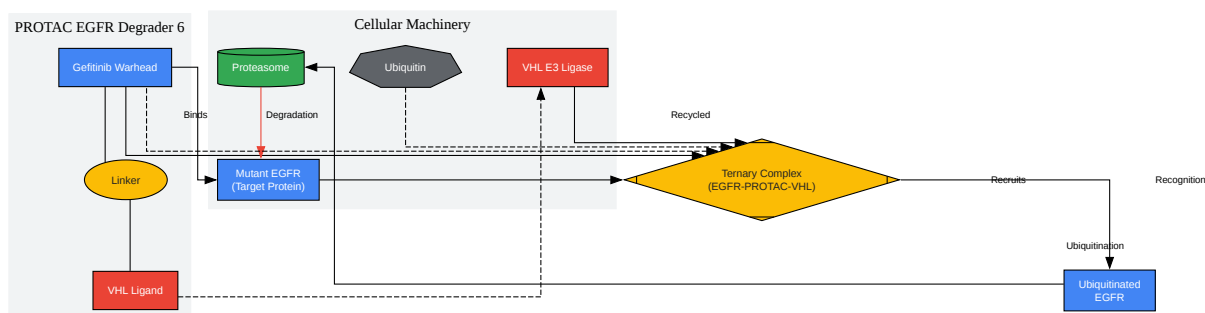 PROTAC EGFR Degrader 6
Cellular Machinery
Gefitinib Warhead
Proteasome
Ubiquitin
VHL E3 Ligase
Binds
Degradation
Recycled
Linker
Mutant EGFR
(Target Protein)
Ternary Complex
(EGFR-PROTAC-VHL)
Recruits
Recognition
Ubiquitination
VHL Ligand
Ubiquitinated
EGFR